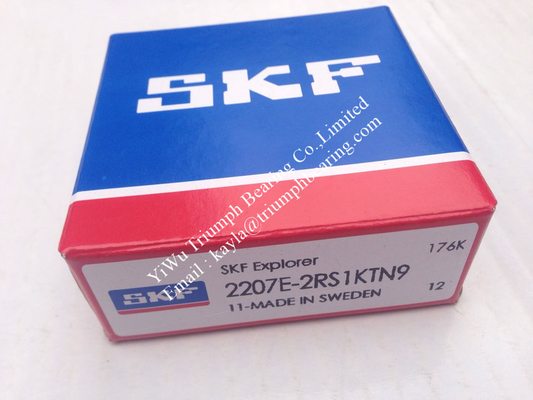 SKF
YiWu Triumph Bearing Co.,Limited
Email : kayla@triumphbearing.com
SKF Explorer
176K
SKF
2207E-2RS1KTN9
11-MADE IN SWEDEN
12